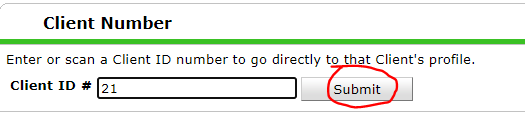 Client Number
Enter or scan a Client ID number to go directly to that Client's profile.
Client ID # 21 Submit